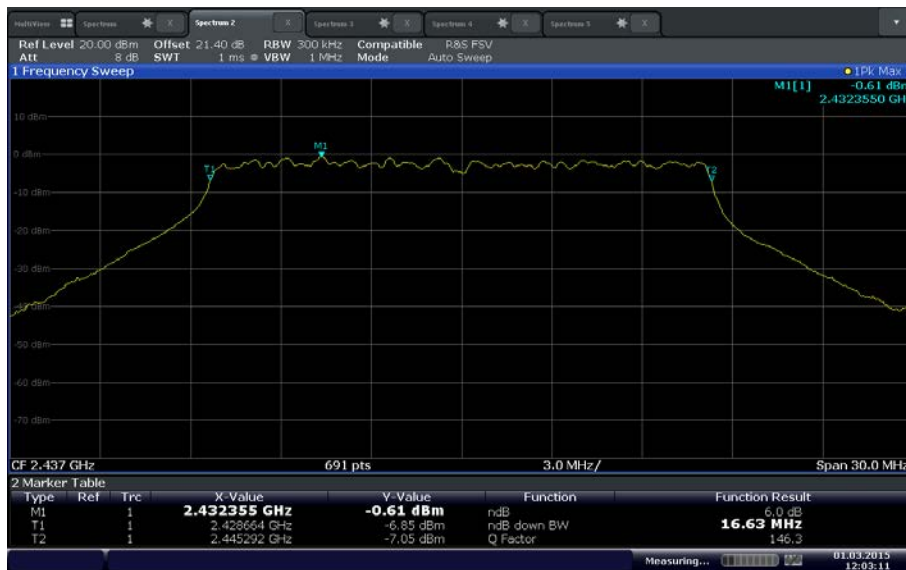 MultiView Spectrum X Spectrum 2 X Spectrum 3 X Spectrum 4 X Spectrum 5 X
Ref Level 20.00 dBm Offset 21.40 dB RBW 300 kHz Compatible R&S FSV
Att 8 dB SWT 1 ms VBW 1 MHz Mode Auto Sweep
1 Frequency Sweep 1Pk Max
M1[1] -0.61 dBm
2.4323550 GH
10 dBm
0 dBm
M1
T1
T2
-10 dBm
-20 dBm
-30 dBm
-40 dBm
-50 dBm
-60 dBm
-70 dBm
CF 2.437 GHz 691 pts 3.0 MHz/ Span 30.0 MHz
2 Marker Table
Type Ref Trc X-Value Y-Value Function Function Result
M1 1 2.432355 GHz -0.61 dBm ndB 6.0 dB
T1 1 2.428664 GHz -6.85 dBm ndB down BW 16.63 MHz
T2 1 2.445292 GHz -7.05 dBm Q Factor 146.3
Measuring... 01.03.2015
12:03:11